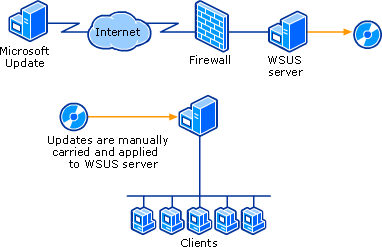 Microsoft
Update
Internet
Firewall
WSUS
server
Updates are manually
carried and applied
to WSUS server
Clients